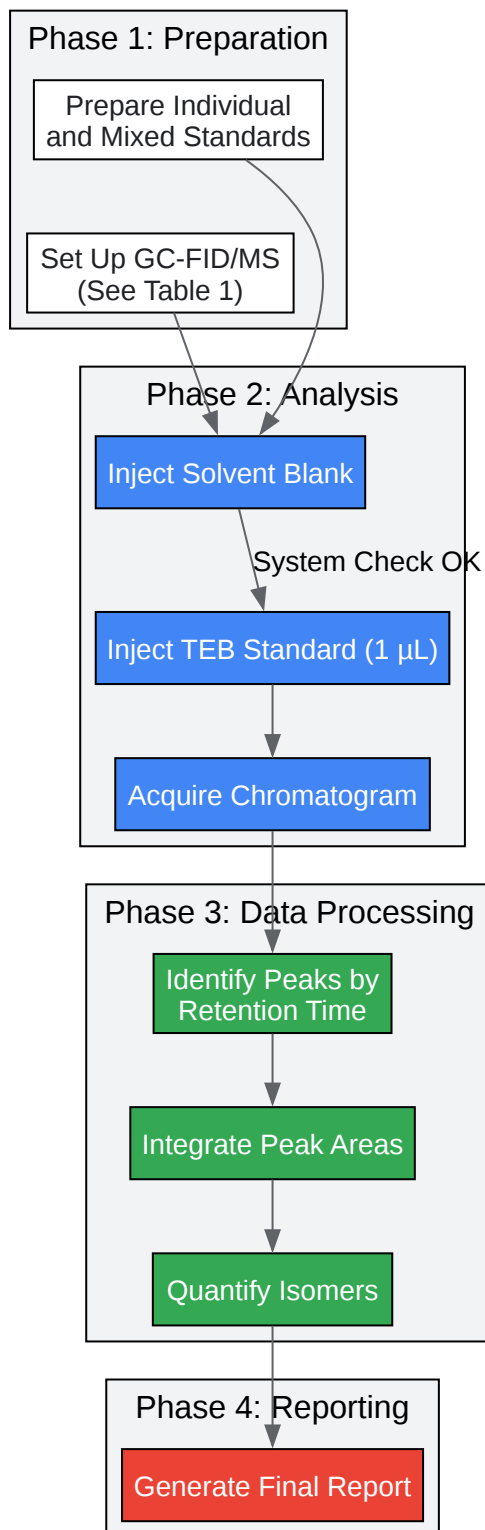 Phase 1: Preparation
Prepare Individual
and Mixed Standards
Set Up GC-FID/MS
(See Table 1)
Phase 2: Analysis
Inject Solvent Blank
System Check OK
Inject TEB Standard (1 µL)
Acquire Chromatogram
Phase 3: Data Processing
Identify Peaks by
Retention Time
Integrate Peak Areas
Quantify Isomers
Phase 4: Reporting
Generate Final Report